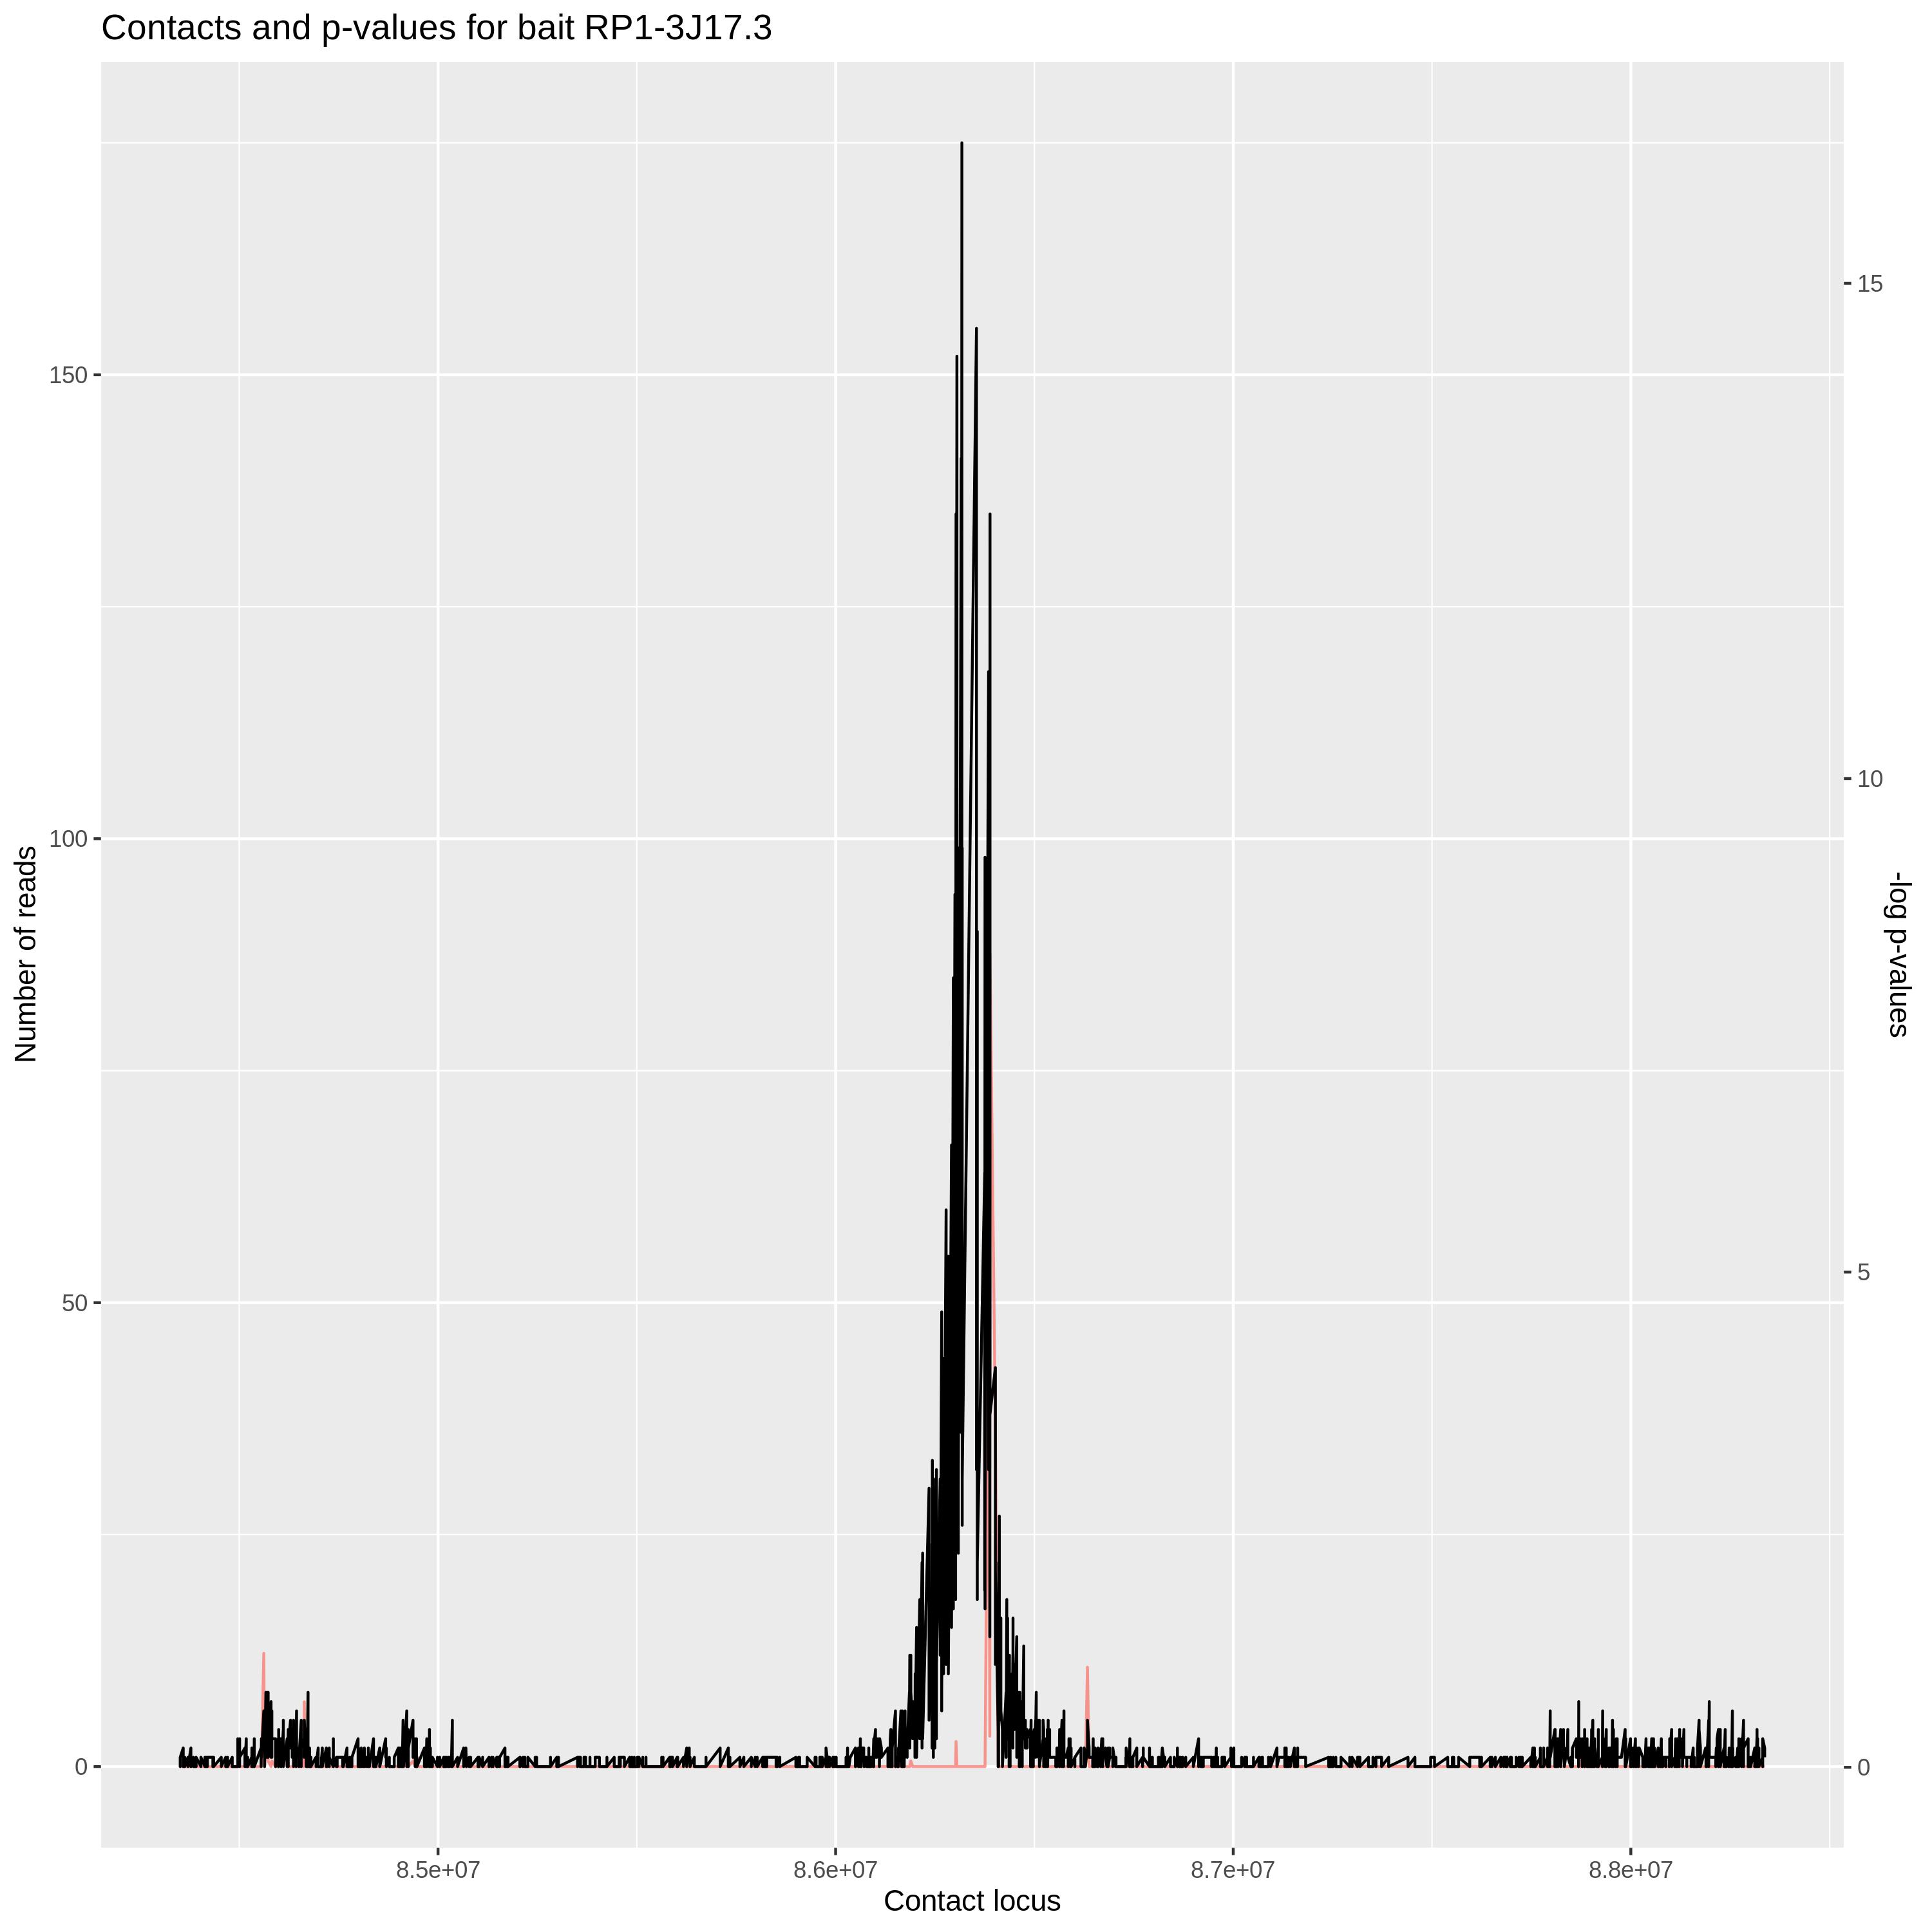 Contacts and p-values for bait RP1-3J17.3
Number of reads
150
100
50
0
15
10
5
0
-log p-values
8.5e+07
8.6e+07
8.7e+07
8.8e+07
Contact locus